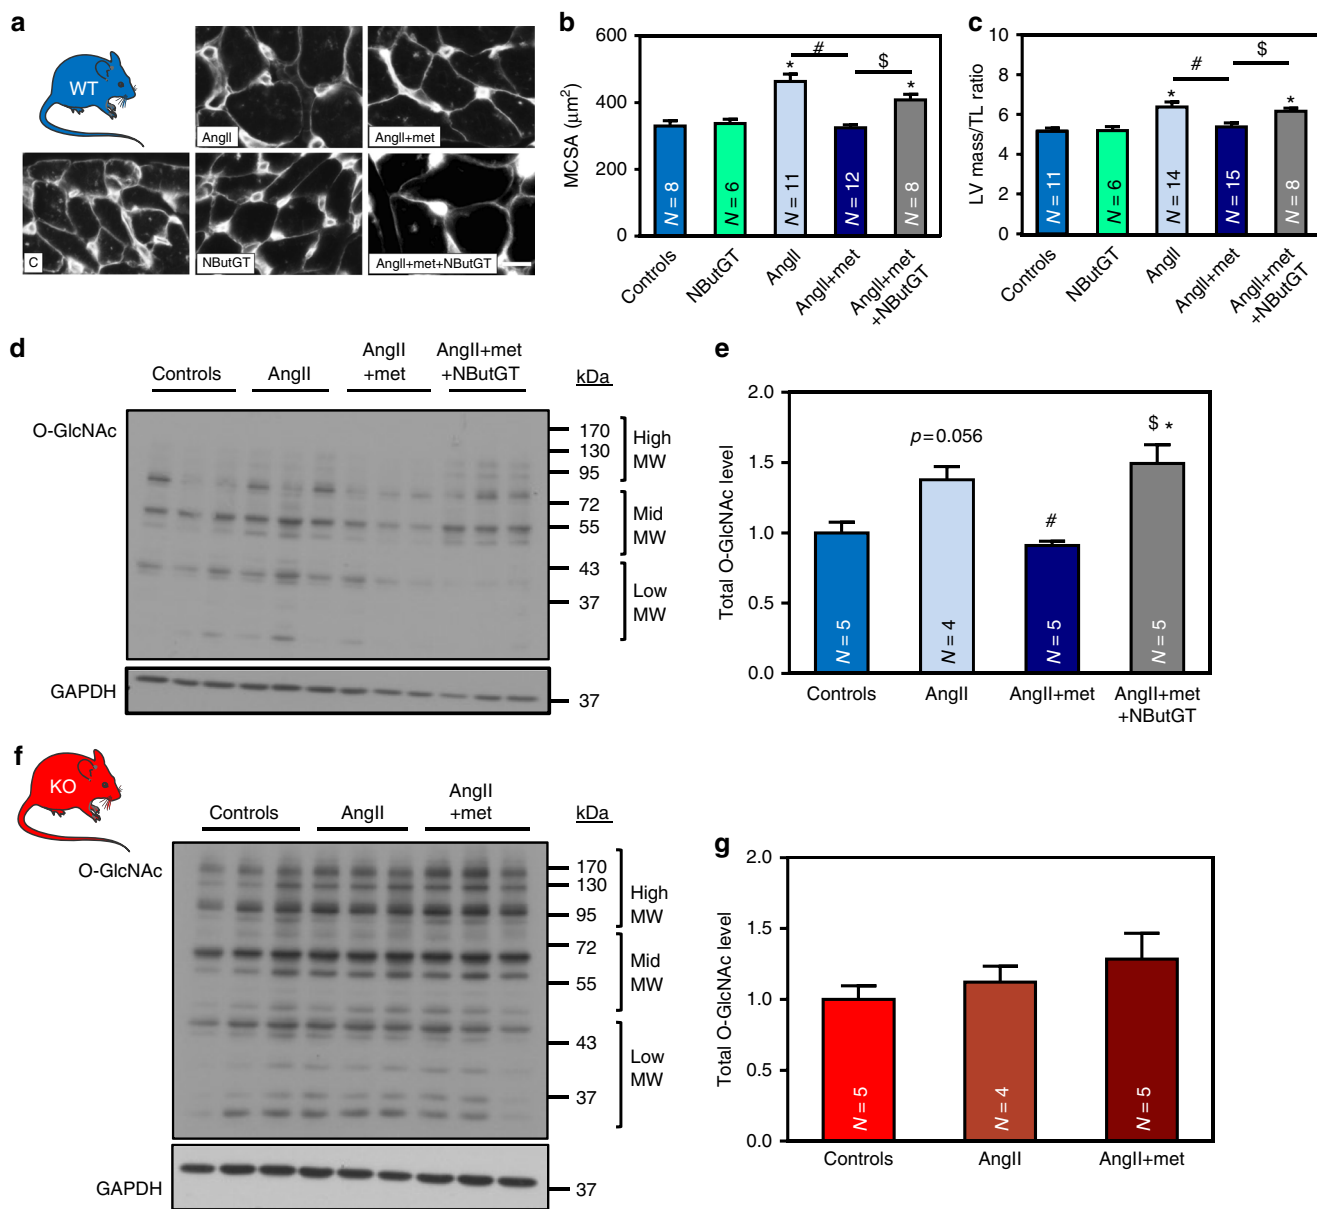 a
WT
AngII
AngII+met
C
NButGT
AngII+met+NButGT
b
MCSA (µm²)
600
400
200
0
*
#
$
*
N = 8
N = 6
N = 11
N = 12
N = 8
Controls
NButGT
AngII
AngII+met
AngII+met
+NButGT
c
LV mass/TL ratio
10
8
6
4
2
0
*
#
$
*
N = 11
N = 6
N = 14
N = 15
N = 8
Controls
NButGT
AngII
AngII+met
AngII+met
+NButGT
d
Controls
AngII
AngII
+met
AngII+met
+NButGT
kDa
O-GlcNAc
170
130
95
72
55
43
37
High
MW
Mid
MW
Low
MW
GAPDH
37
e
Total O-GlcNAc level
2.0
1.5
1.0
0.5
0.0
p=0.056
#
$ *
N = 5
N = 4
N = 5
N = 5
Controls
AngII
AngII+met
AngII+met
+NButGT
f
KO
Controls
AngII
AngII
+met
kDa
O-GlcNAc
170
130
95
72
55
43
37
High
MW
Mid
MW
Low
MW
GAPDH
37
g
Total O-GlcNAc level
2.0
1.5
1.0
0.5
0.0
N = 5
N = 4
N = 5
Controls
AngII
AngII+met